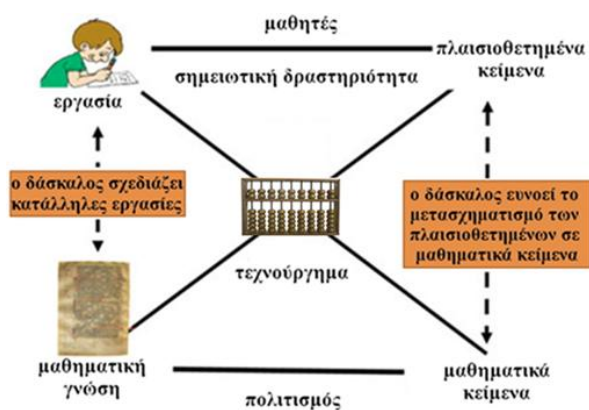 μαθητές
σημειωτική δραστηριότητα
πλαισιοθετημένα
κείμενα
εργασία
ο δάσκαλος σχεδιάζει
κατάλληλες εργασίες
ο δάσκαλος ευνοεί το
μετασχηματισμό των
πλαισιοθετημένων σε
μαθηματικά κείμενα
τεχνούργημα
μαθηματική
γνώση
πολιτισμός
μαθηματικά
κείμενα